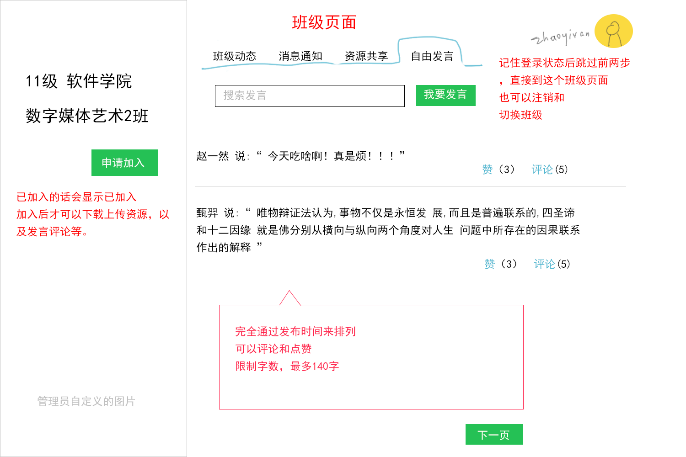 班级页面
zhaoyiran
班级动态 消息通知 资源共享 自由发言
记住登录状态后跳过前两步
，直接到这个班级页面
也可以注销和
切换班级
11级 软件学院
数字媒体艺术2班
搜索发言
我要发言
申请加入
赵一然 说:“ 今天吃啥啊！真是烦！！！”
赞（3） 评论(5)
已加入的话会显示已加入
加入后才可以下载上传资源，以
及发言评论等。
甄羿 说:“ 唯物辩证法认为,事物不仅是永恒发 展,而且是普遍联系的,四圣谛
和十二因缘 就是佛分别从横向与纵向两个角度对人生 问题中所存在的因果联系
作出的解释 ”
赞（3） 评论(5)
完全通过发布时间来排列
可以评论和点赞
限制字数，最多140字
管理员自定义的图片
下一页